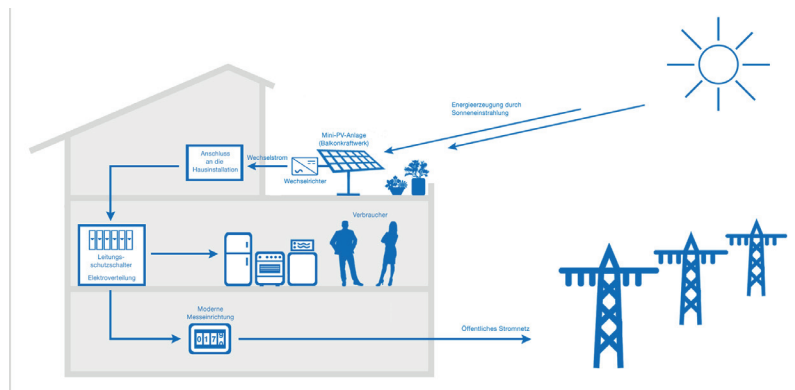 Energieerzeugung durch
Sonneneinstrahlung
Mini-PV-Anlage
(Balkonkraftwerk)
Anschluss
an die
Hausinstallation
Wechselstrom
Wechselrichter
Verbraucher
Leitungs-
schutzschalter
Elektroverteilung
Moderne
Messeinrichtung
017
Öffentliches Stromnetz